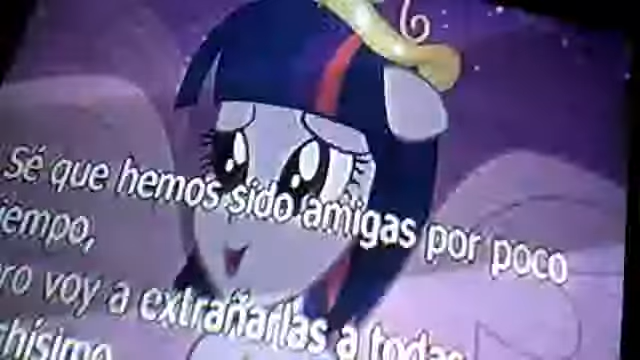 Sé que hemos sido amigas por poco
iempo,
ro voy a extrañarlas a todas
chísimo